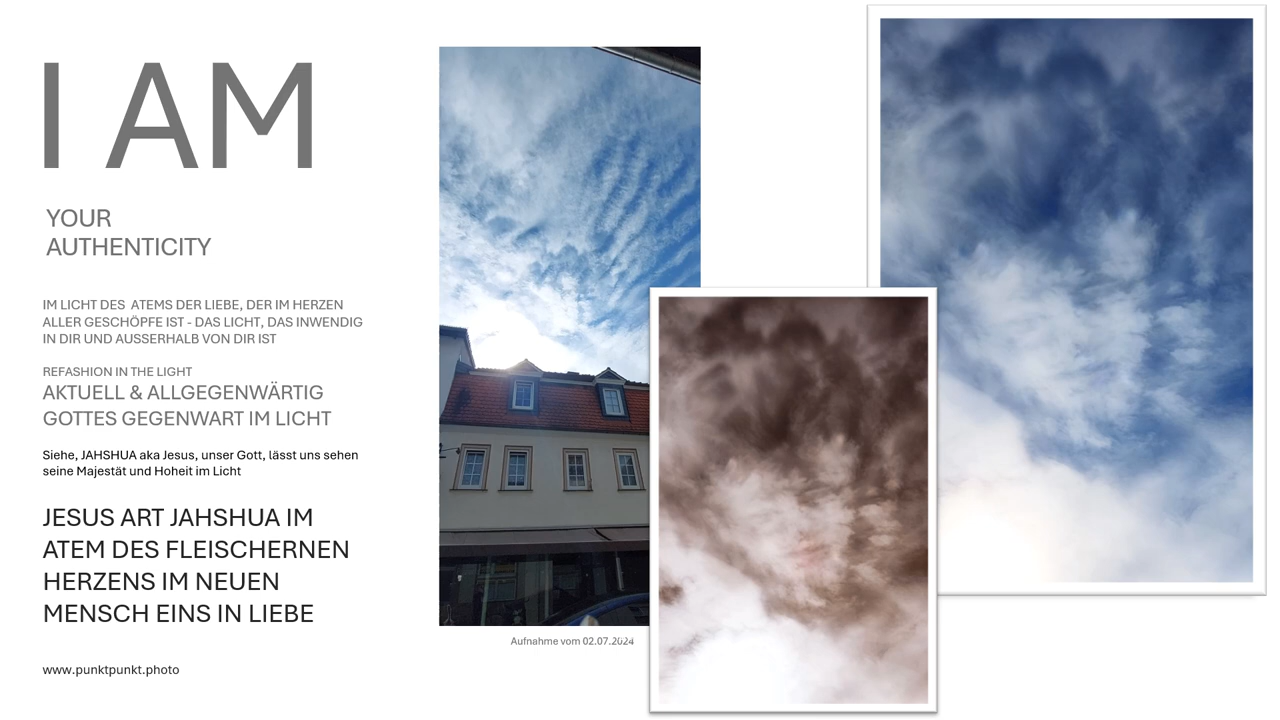 I AM
YOUR
AUTHENTICITY
IM LICHT DES ATEMS DER LIEBE, DER IM HERZEN
ALLER GESCHÖPFE IST - DAS LICHT, DAS INWENDIG
IN DIR UND AUSSERHALB VON DIR IST
REFASHION IN THE LIGHT
AKTUELL & ALLGEGENWÄRTIG
GOTTES GEGENWART IM LICHT
Siehe, JAHSHUA aka Jesus, unser Gott, lässt uns sehen
seine Majestät und Hoheit im Licht
JESUS ART JAHSHUA IM
ATEM DES FLEISCHERNEN
HERZENS IM NEUEN
MENSCH EINS IN LIEBE
www.punktpunkt.photo
Aufnahme vom 02.07.2024